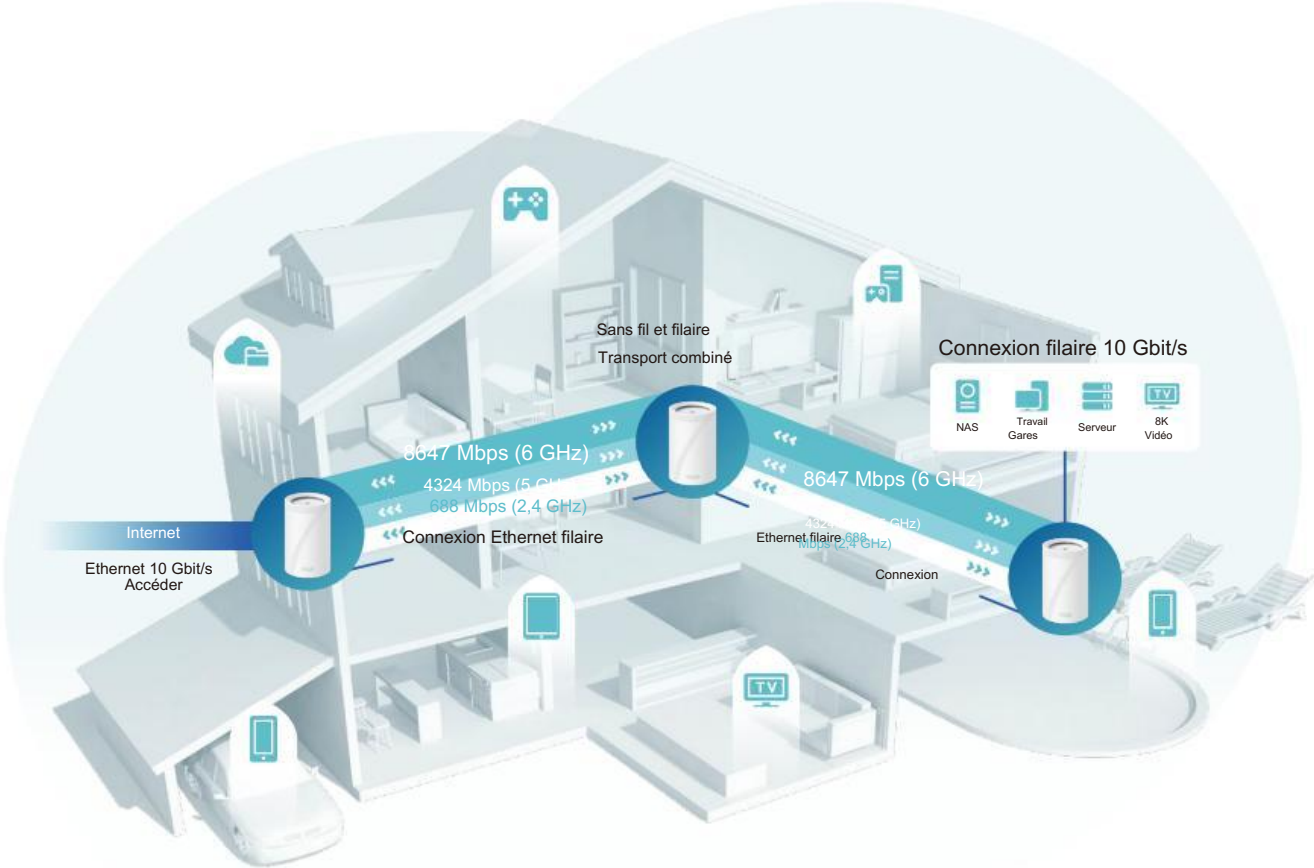 Sans fil et filaire
Transport combiné
Connexion filaire 10 Gbit/s
NAS
Travail
Gares
Serveur
8K
Vidéo
TV
8647 Mbps (6 GHz)
4324 Mbps (5 GHz)
688 Mbps (2,4 GHz)
Connexion Ethernet filaire
Internet
Ethernet 10 Gbit/s
Accéder
8647 Mbps (6 GHz)
Ethernet filaire 688
Mbps (2,4 GHz)
Connexion
TV